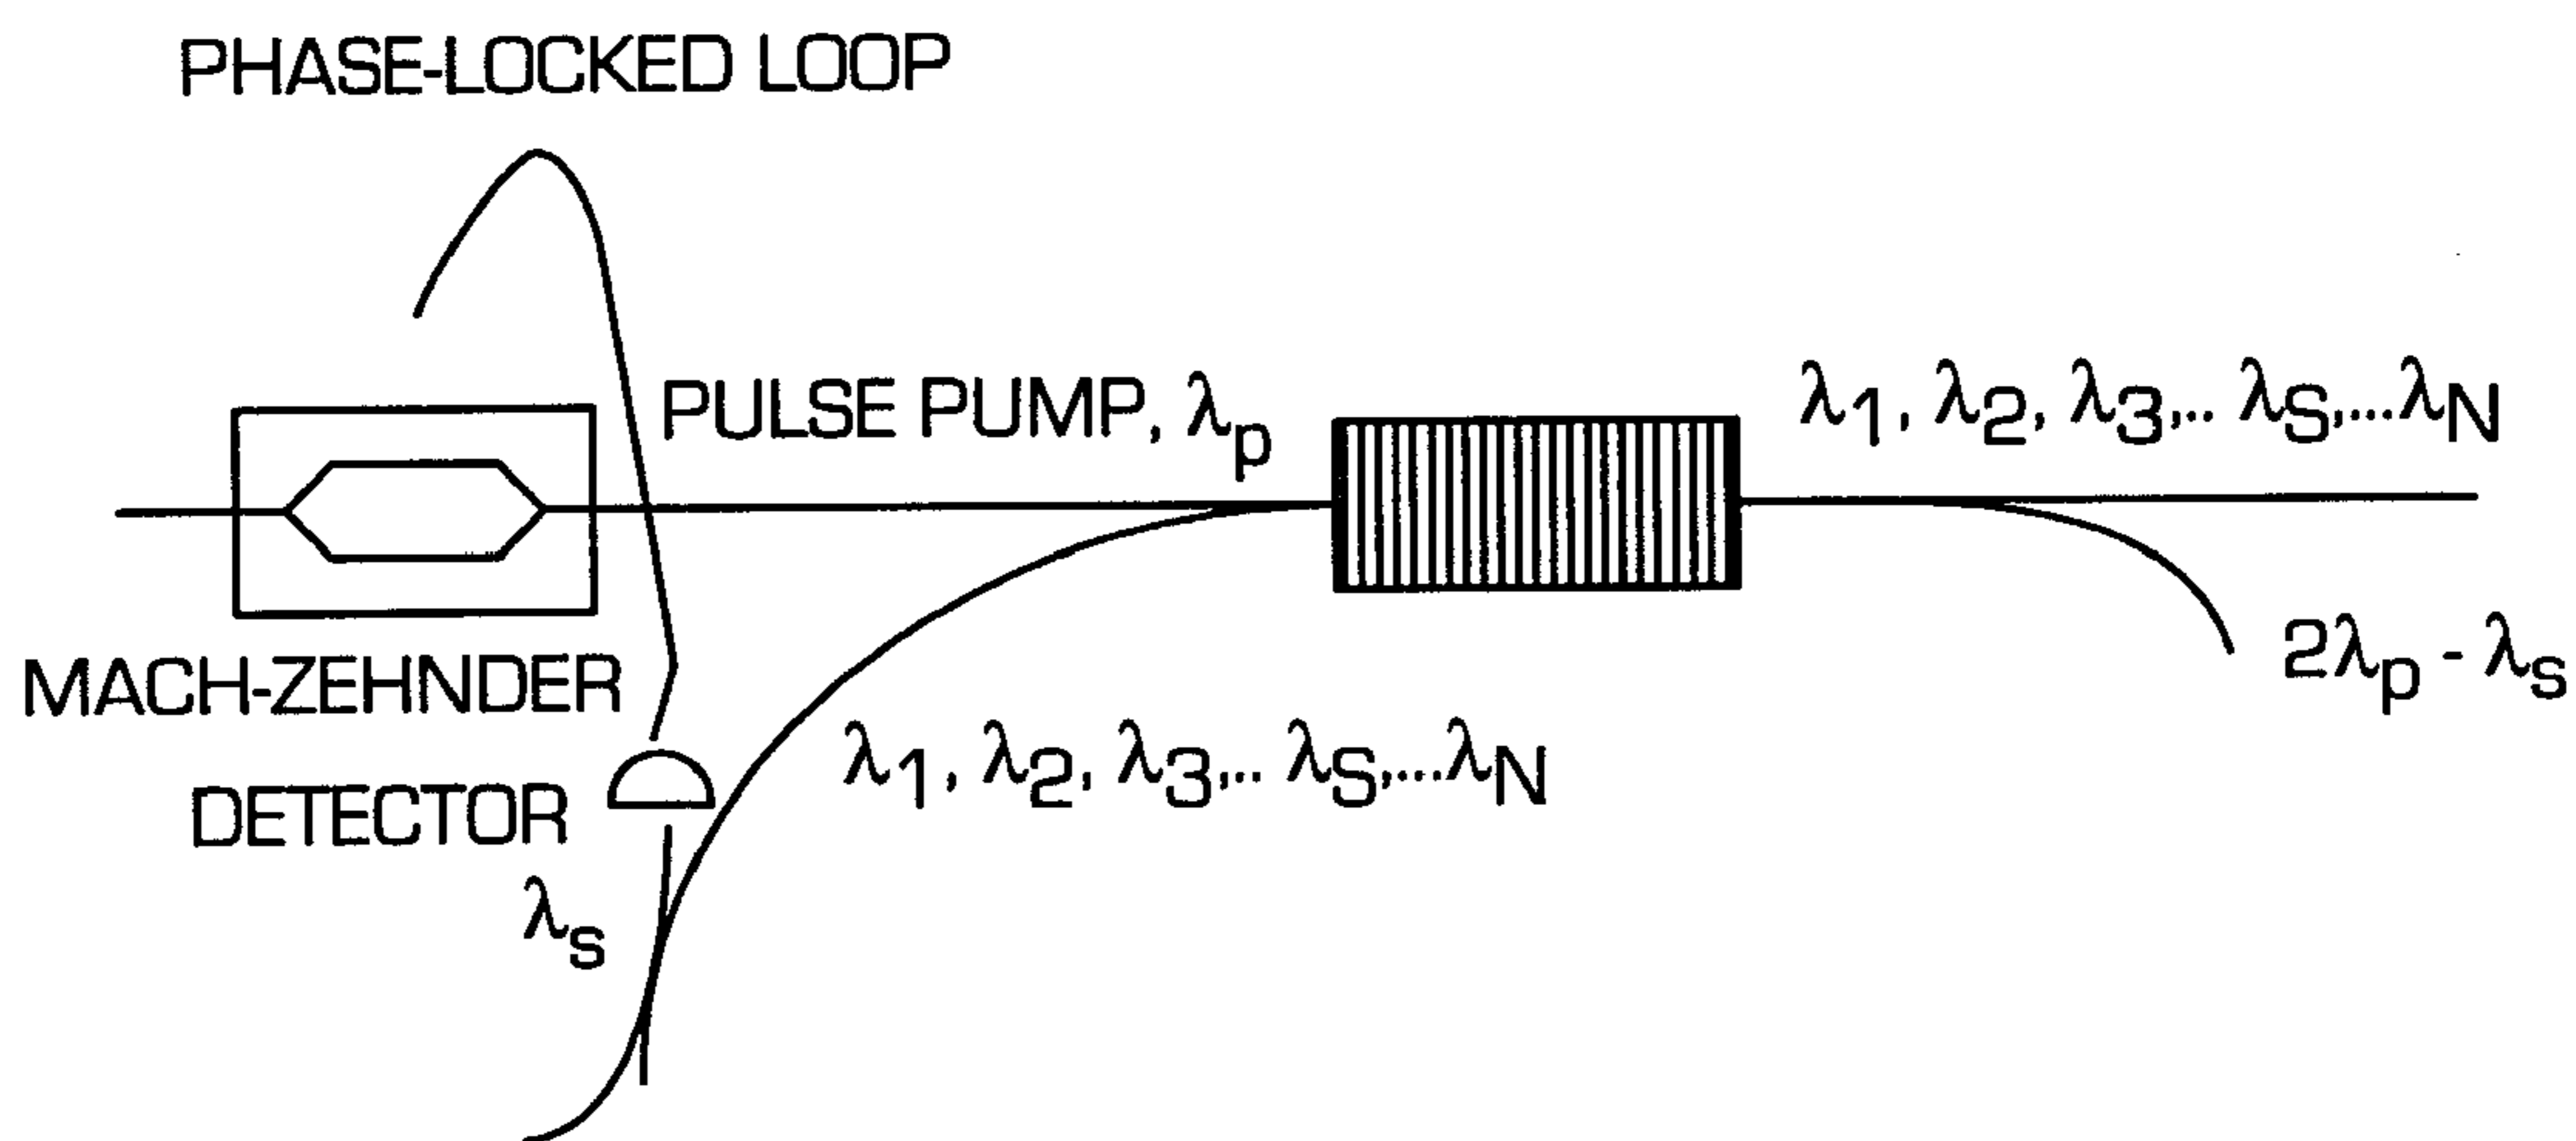 PHASE-LOCKED LOOP
PULSE PUMP, λp
λ1, λ2, λ3,.. λS,...λN
MACH-ZEHNDER
2λp - λs
λ1, λ2, λ3,.. λS,...λN
DETECTOR
λs